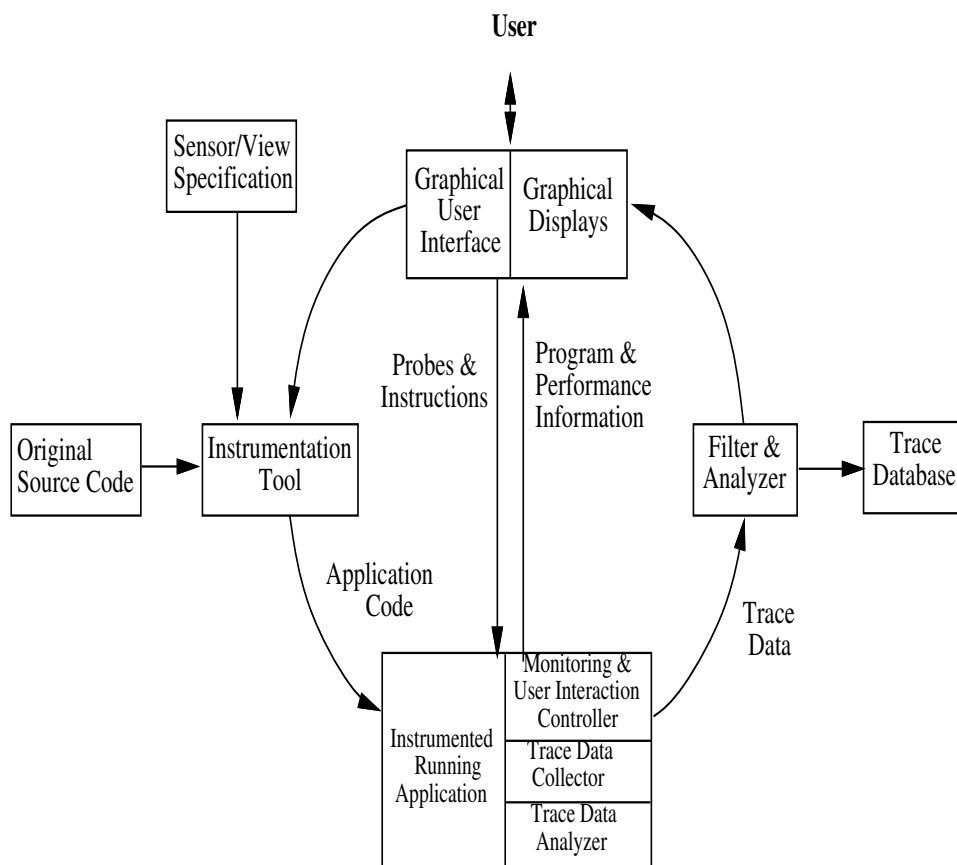 User
Sensor/View
Specification
Graphical
User
Interface
Graphical
Displays
Probes &
Instructions
Program &
Performance
Information
Original
Source Code
Instrumentation
Tool
Filter &
Analyzer
Trace
Database
Application
Code
Trace
Data
Instrumented
Running
Application
Monitoring &
User Interaction
Controller
Trace Data
Collector
Trace Data
Analyzer